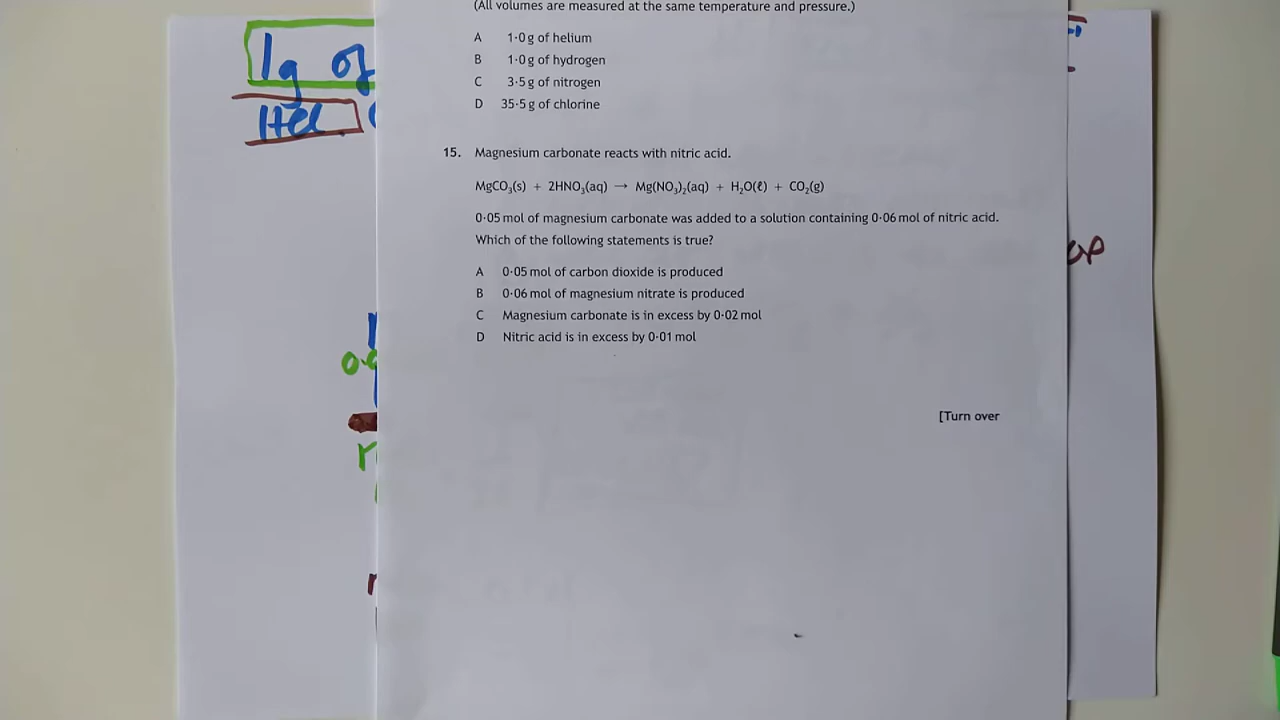 (All volumes are measured at the same temperature and pressure.)
A 1·0 g of helium
B 1·0 g of hydrogen
C 3·5 g of nitrogen
D 35·5 g of chlorine
1g of
HCl
15. Magnesium carbonate reacts with nitric acid.
MgCO₃(s) + 2HNO₃(aq) → Mg(NO₃)₂(aq) + H₂O(ℓ) + CO₂(g)
0·05 mol of magnesium carbonate was added to a solution containing 0·06 mol of nitric acid.
Which of the following statements is true?
A 0·05 mol of carbon dioxide is produced
B 0·06 mol of magnesium nitrate is produced
C Magnesium carbonate is in excess by 0·02 mol
D Nitric acid is in excess by 0·01 mol
[Turn over